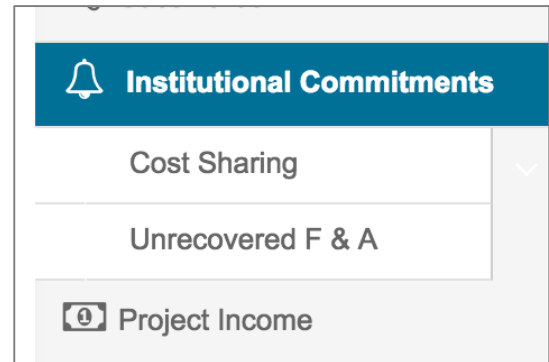 Institutional Commitments
Cost Sharing
Unrecovered F & A
Project Income